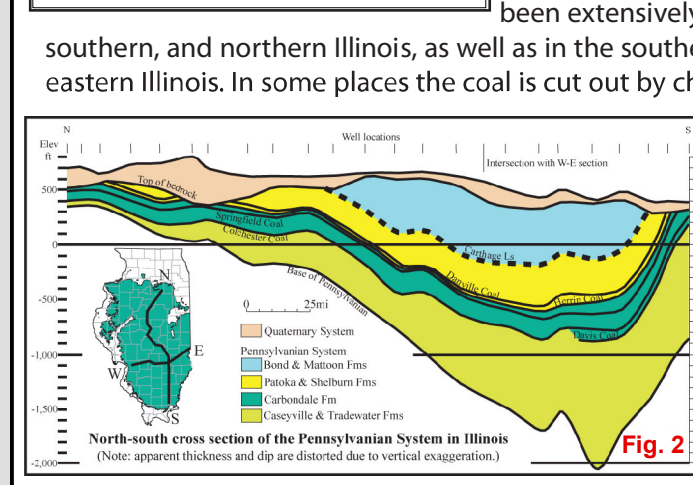 been extensively
southern, and northern Illinois, as well as in the
eastern Illinois. In some places the coal is cut out by
N
S
Elev
ft
Well locations
Intersection with W-E section
500
0
-500
-1,000
-1,500
-2,000
Top of bedrock
Springfield Coal
Colchester Coal
Base of Pennsylvanian
Carthage Ls
Danville Coal
Herrin Coal
Davis Coal
N
W
E
S
0 25mi
Quaternary System
Pennsylvanian System
Bond & Mattoon Fms
Patoka & Shelburn Fms
Carbondale Fm
Caseyville & Tradewater Fms
North-south cross section of the Pennsylvanian System in Illinois
(Note: apparent thickness and dip are distorted due to vertical exaggeration.)
Fig. 2